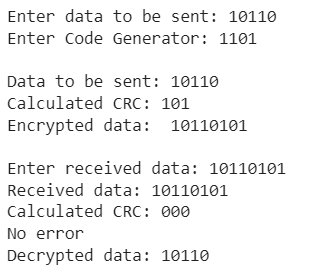 Enter data to be sent: 10110
Enter Code Generator: 1101
Data to be sent: 10110
Calculated CRC: 101
Encrypted data:  10110101
Enter received data: 10110101
Received data: 10110101
Calculated CRC: 000
No error
Decrypted data: 10110